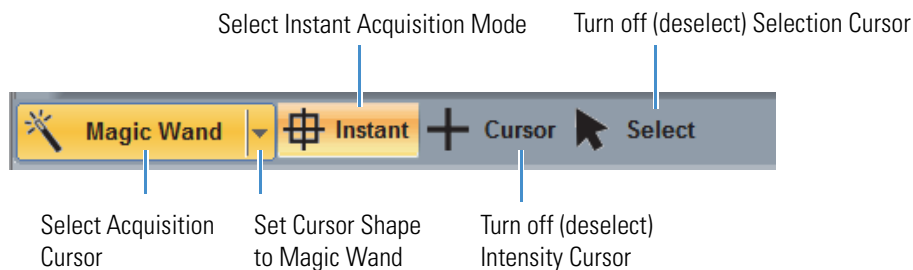 Select Instant Acquisition Mode
Turn off (deselect) Selection Cursor
Magic Wand
Instant
Cursor
Select
Select Acquisition
Cursor
Set Cursor Shape
to Magic Wand
Turn off (deselect)
Intensity Cursor